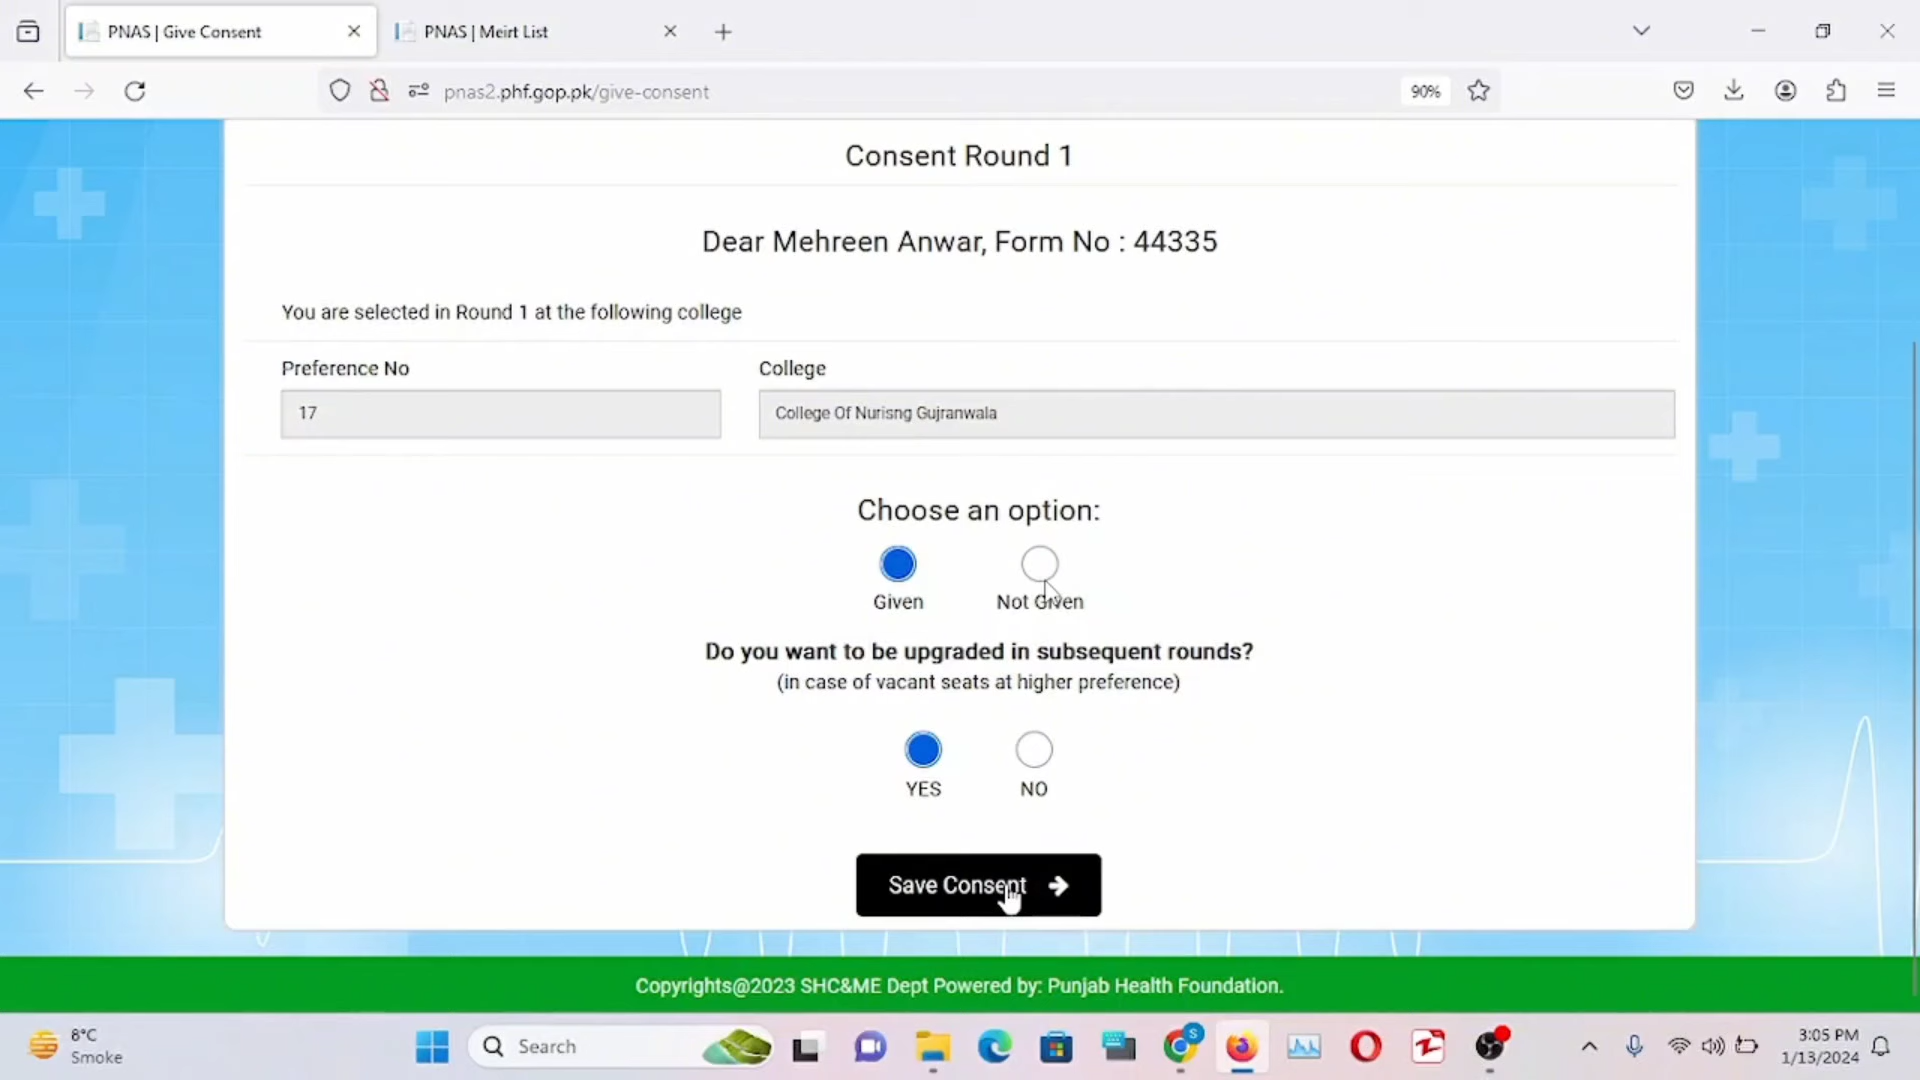 PNAS | Give Consent
PNAS | Meirt List
pnas2.phf.gop.pk/give-consent
90%
Consent Round 1
Dear Mehreen Anwar, Form No : 44335
You are selected in Round 1 at the following college
Preference No
College
17
College Of Nurisng Gujranwala
Choose an option:
Given
Not Given
Do you want to be upgraded in subsequent rounds?
(in case of vacant seats at higher preference)
YES
NO
Save Consent
Copyrights@2023 SHC&ME Dept Powered by: Punjab Health Foundation.
8°C
Smoke
Search
S
3:05 PM
1/13/2024